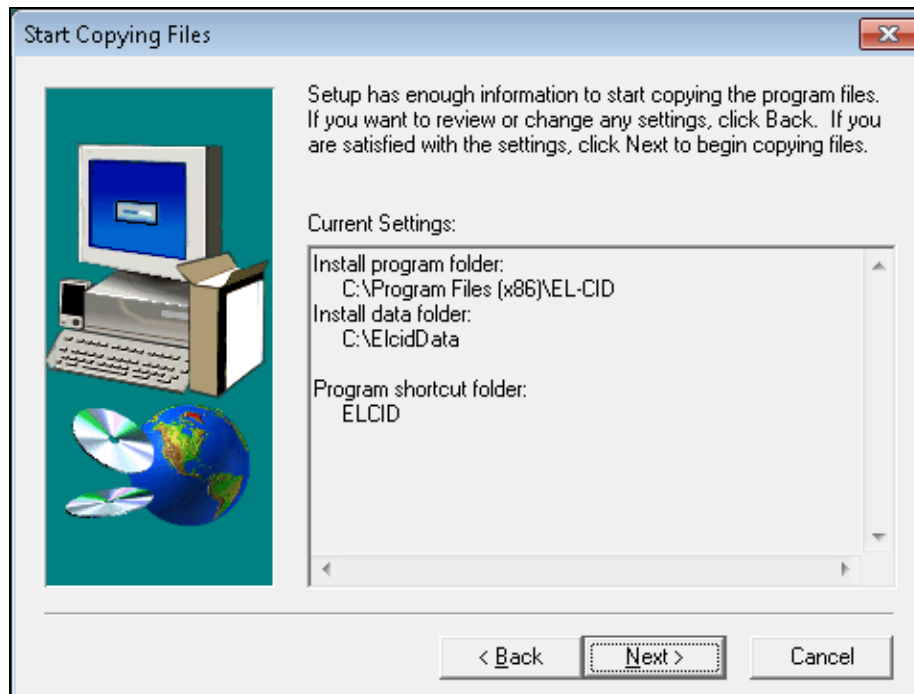 Start Copying Files
Setup has enough information to start copying the program files.
If you want to review or change any settings, click Back.  If you
are satisfied with the settings, click Next to begin copying files.
Current Settings:
Install program folder:
C:\Program Files (x86)\EL-CID
Install data folder:
C:\ElcidData
Program shortcut folder:
ELCID
< Back
Next >
Cancel